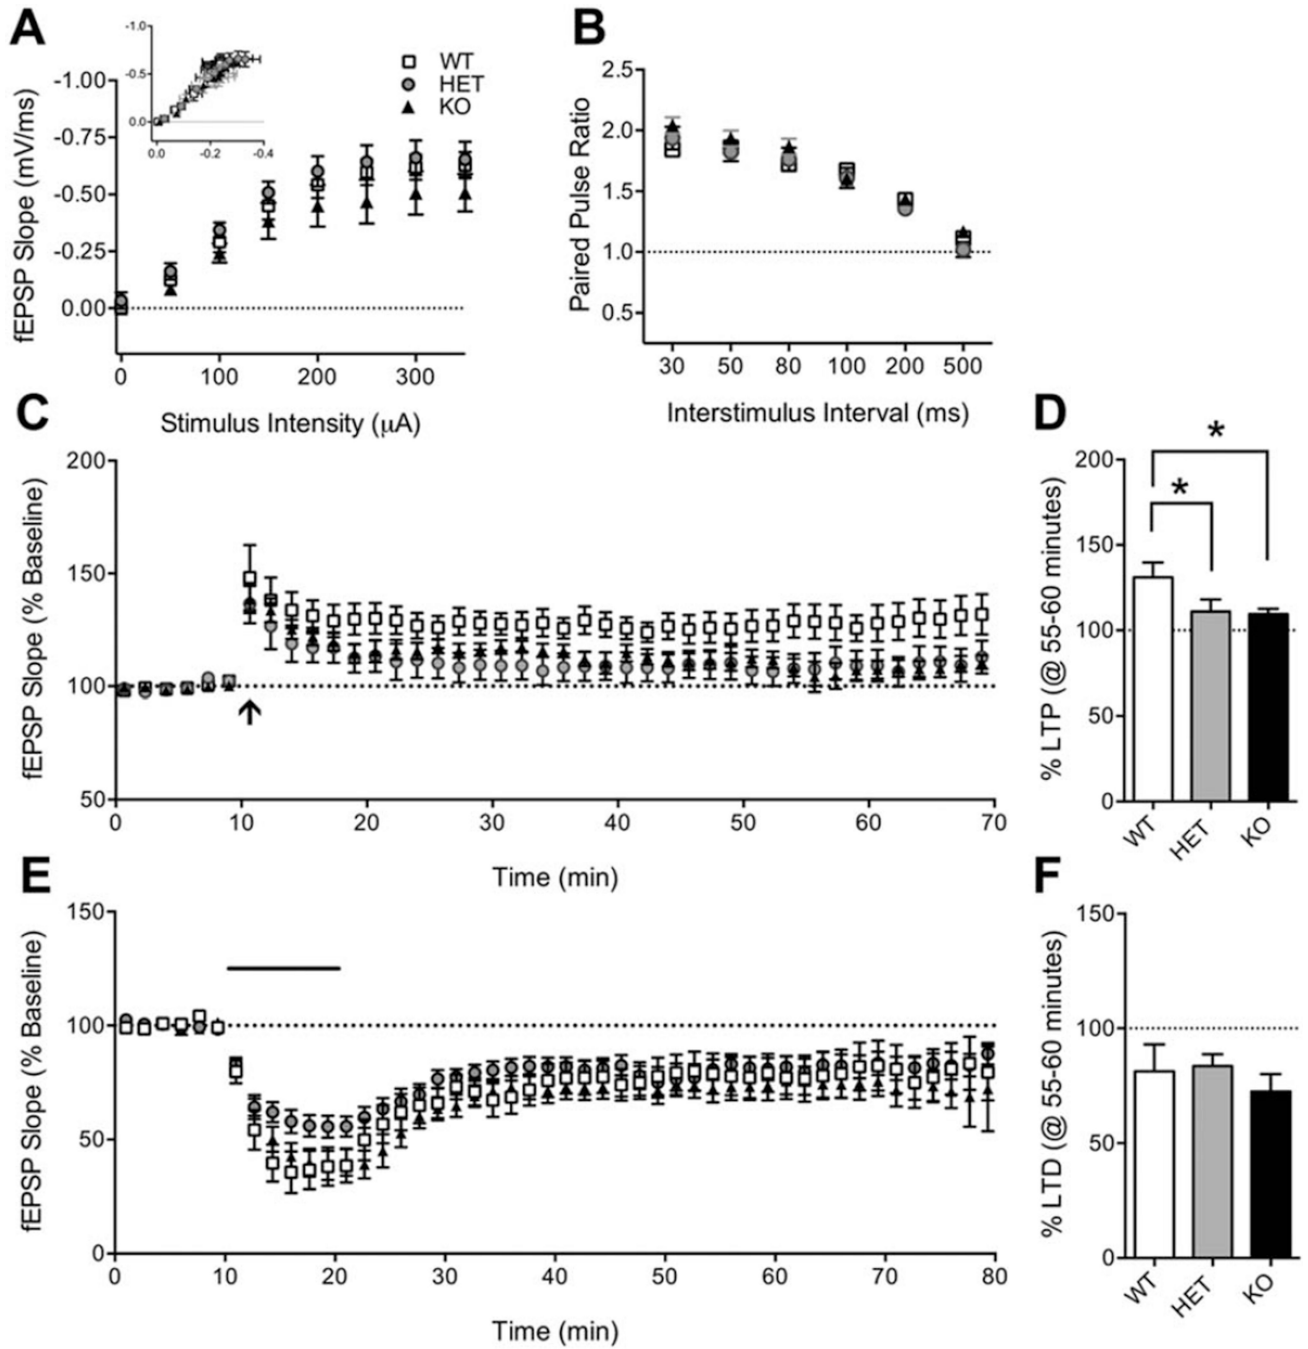 A
fEPSP Slope (mV/ms)
-1.00
-0.75
-0.50
-0.25
0.00
-1.0
-0.5
0.0
0.0 -0.2 -0.4
WT
HET
KO
0 100 200 300
Stimulus Intensity (μA)
B
Paired Pulse Ratio
2.5
2.0
1.5
1.0
0.5
30 50 80 100 200 500
Interstimulus Interval (ms)
C
fEPSP Slope (% Baseline)
200
150
100
50
0 10 20 30 40 50 60 70
Time (min)
D
% LTP (@ 55-60 minutes)
200
150
100
50
0
*
*
WT HET KO
E
fEPSP Slope (% Baseline)
150
100
50
0
0 10 20 30 40 50 60 70 80
Time (min)
F
% LTD (@ 55-60 minutes)
150
100
50
0
WT HET KO